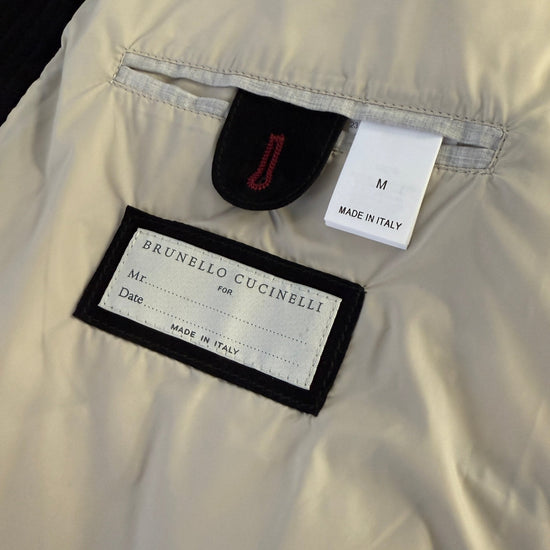 M
MADE IN ITALY
BRUNELLO CUCINELLI
FOR
Mr.
Date
MADE IN ITALY